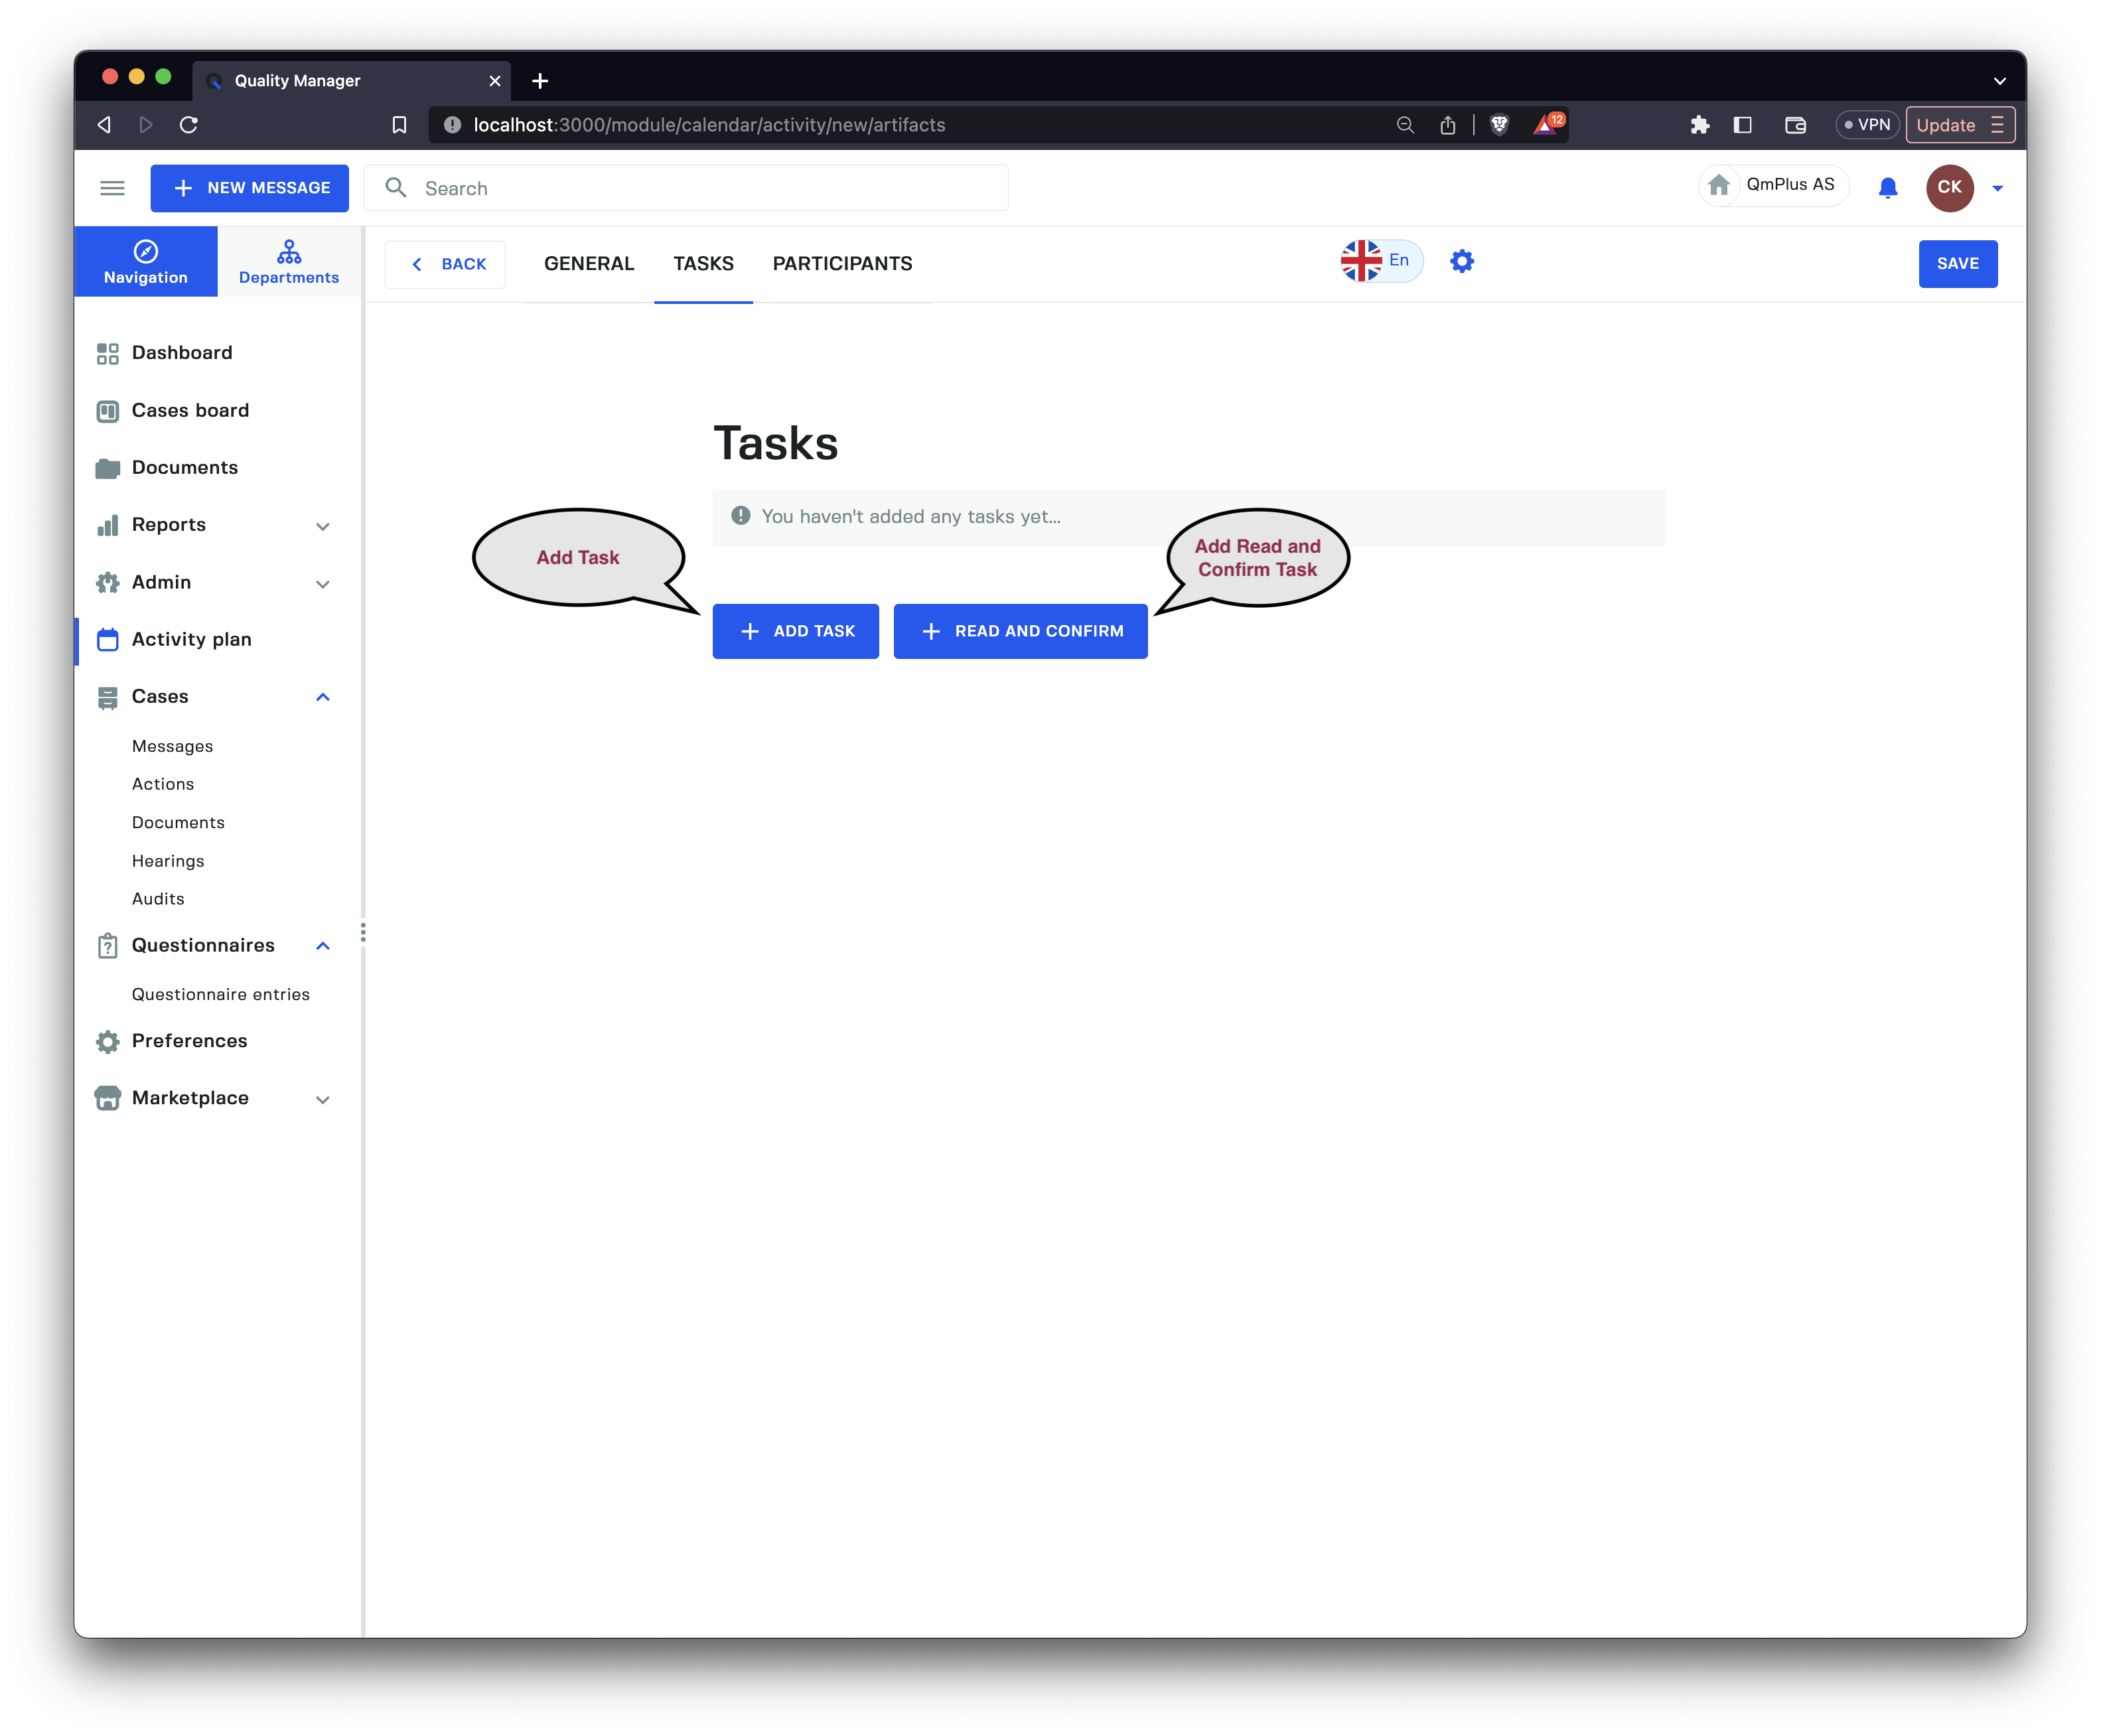 Quality Manager
localhost:3000/module/calendar/activity/new/artifacts
12
VPN
Update
NEW MESSAGE
Search
QmPlus AS
CK
Navigation
Departments
BACK
GENERAL
TASKS
PARTICIPANTS
En
SAVE
Dashboard
Cases board
Documents
Reports
Admin
Activity plan
Cases
Messages
Actions
Documents
Hearings
Audits
Questionnaires
Questionnaire entries
Preferences
Marketplace
Tasks
You haven't added any tasks yet...
Add Task
Add Read and
Confirm Task
ADD TASK
READ AND CONFIRM